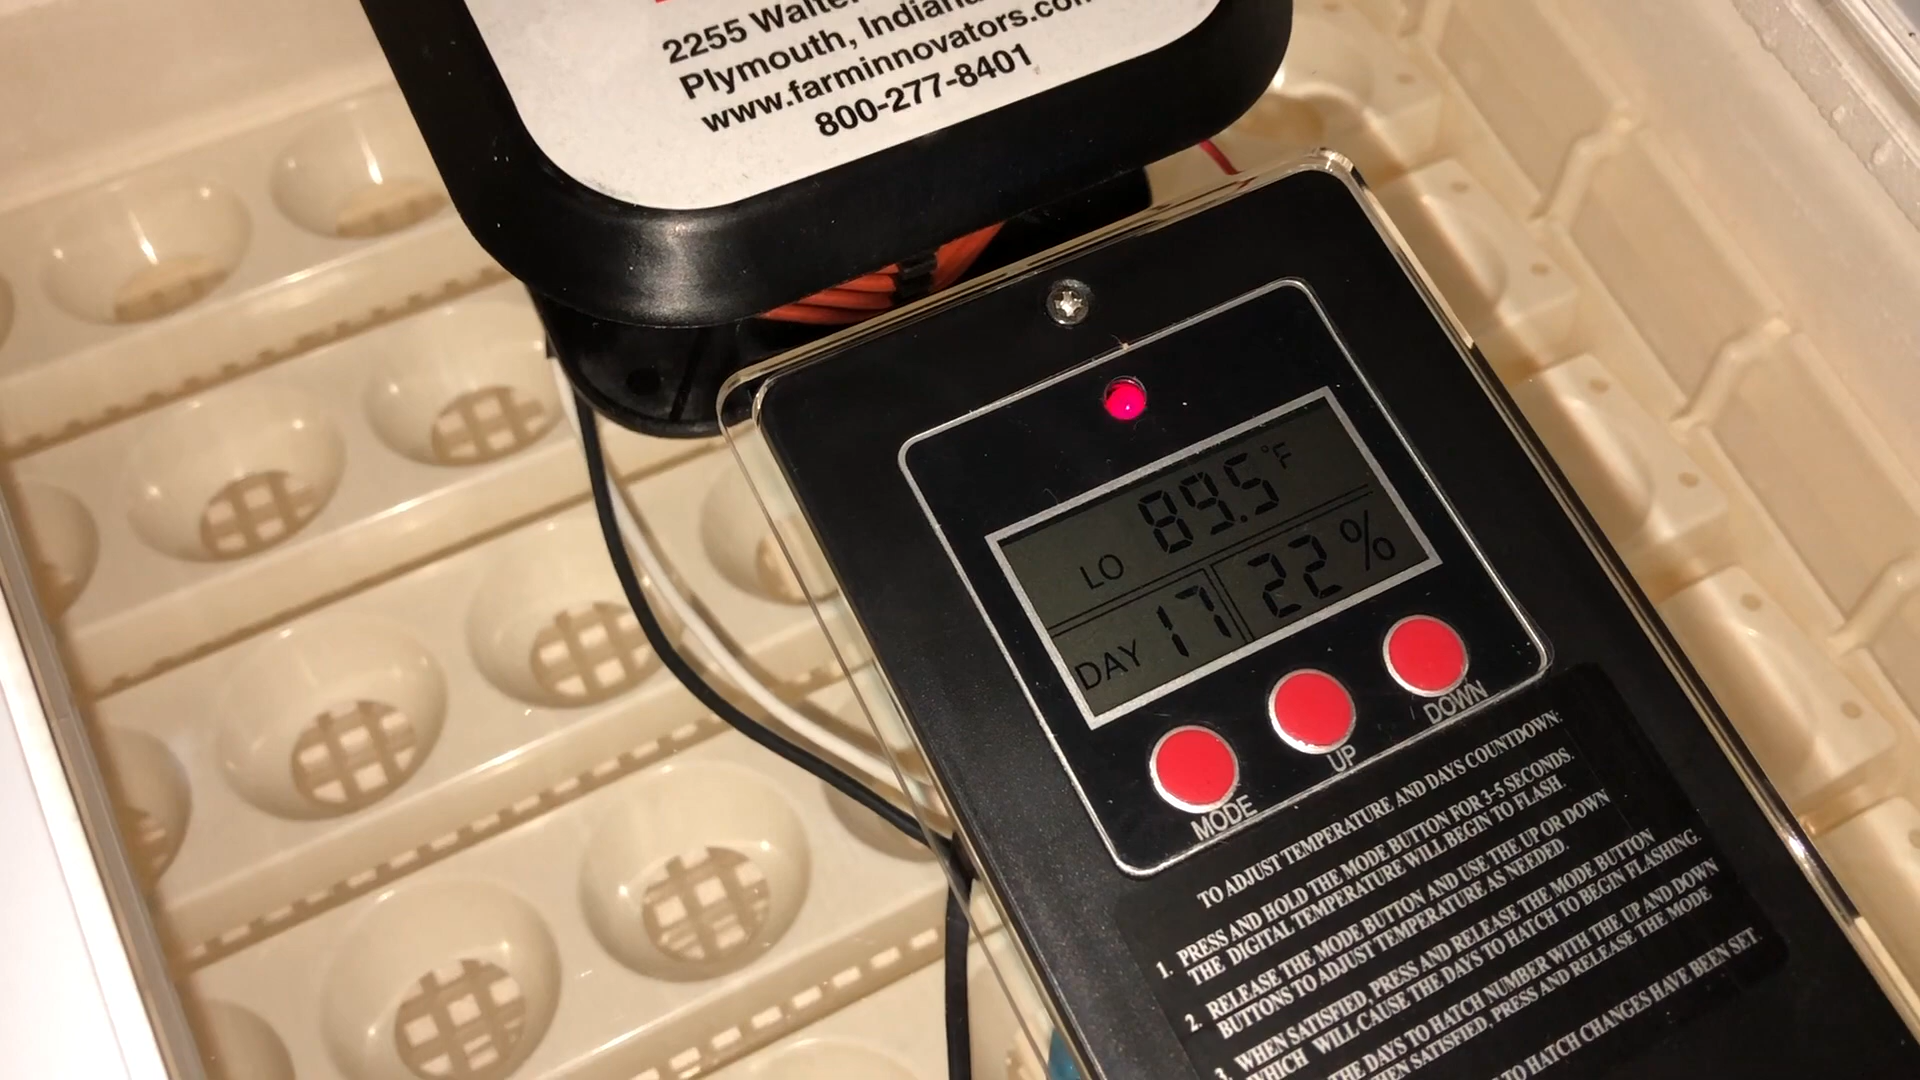 2255 Walte
Plymouth, Indiana
www.farminnovators.com
800-277-8401
89.5°F
LO
DAY 17
22%
MODE
UP
DOWN
TO ADJUST TEMPERATURE AND DAYS COUNTDOWN:
1. PRESS AND HOLD THE MODE BUTTON FOR 3-5 SECONDS.
THE DIGITAL TEMPERATURE WILL BEGIN TO FLASH.
2. RELEASE THE MODE BUTTON AND USE THE UP OR DOWN
BUTTONS TO ADJUST TEMPERATURE AS NEEDED.
3. WHEN SATISFIED, PRESS AND RELEASE THE MODE BUTTON
WHICH WILL CAUSE THE DAYS TO HATCH TO BEGIN FLASHING.
THE DAYS TO HATCH NUMBER WITH THE UP AND DOWN
WHEN SATISFIED, PRESS AND RELEASE THE MODE
TO HATCH CHANGES HAVE BEEN SET.